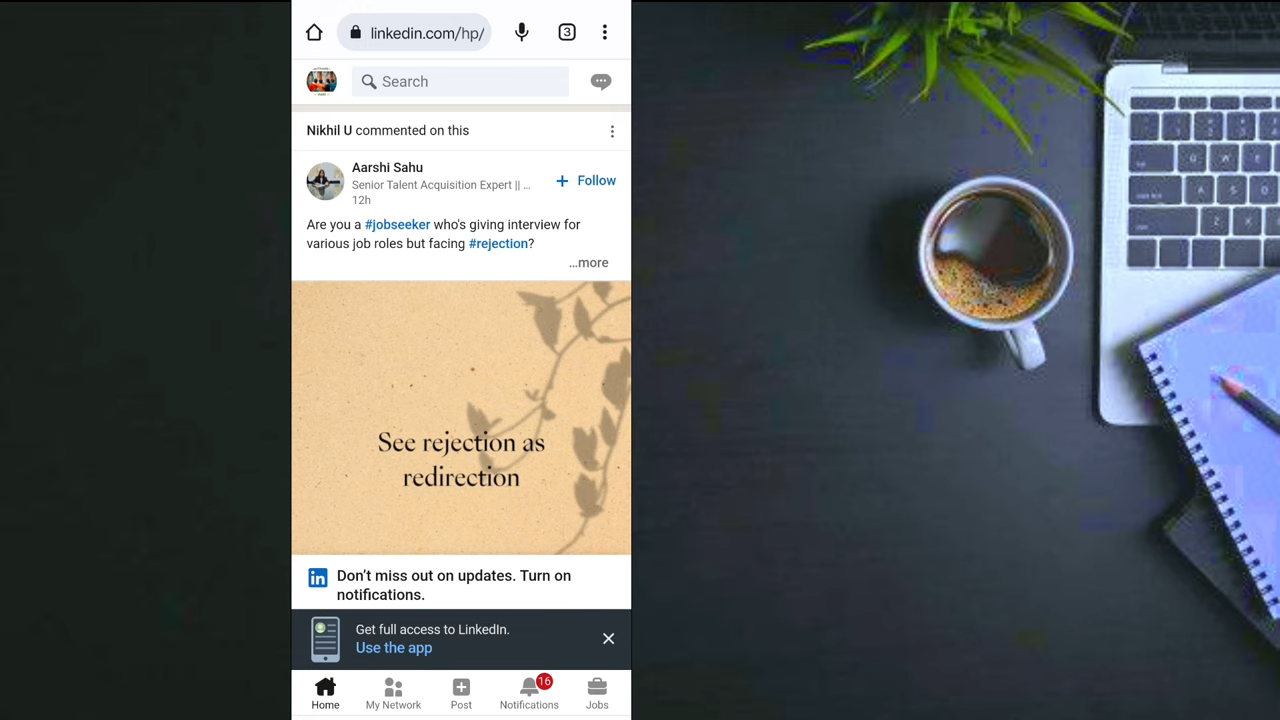 linkedin.com/hp/
3
Search
Nikhil U commented on this
Aarshi Sahu
Senior Talent Acquisition Expert || ...
12h
+ Follow
Are you a #jobseeker who's giving interview for
various job roles but facing #rejection?
...more
See rejection as
redirection
in
Don't miss out on updates. Turn on
notifications.
Get full access to LinkedIn.
Use the app
16
Home
My Network
Post
Notifications
Jobs
Q
W
E
A
S
D
Z
X